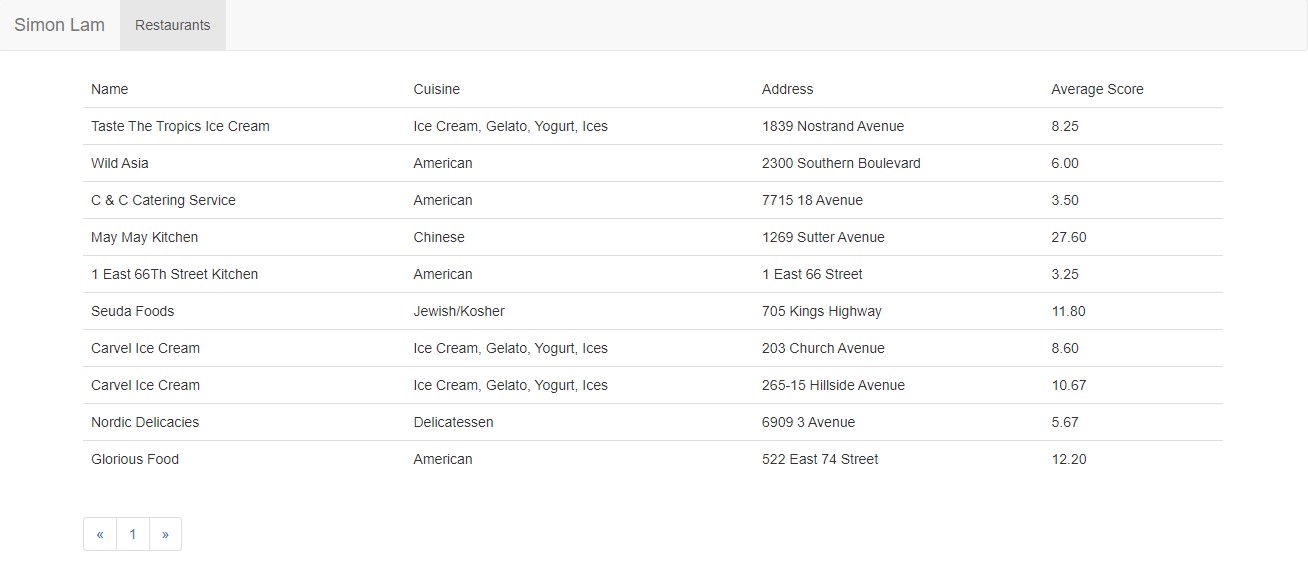 Simon Lam Restaurants
Name Cuisine Address Average Score
Taste The Tropics Ice Cream Ice Cream, Gelato, Yogurt, Ices 1839 Nostrand Avenue 8.25
Wild Asia American 2300 Southern Boulevard 6.00
C & C Catering Service American 7715 18 Avenue 3.50
May May Kitchen Chinese 1269 Sutter Avenue 27.60
1 East 66Th Street Kitchen American 1 East 66 Street 3.25
Seuda Foods Jewish/Kosher 705 Kings Highway 11.80
Carvel Ice Cream Ice Cream, Gelato, Yogurt, Ices 203 Church Avenue 8.60
Carvel Ice Cream Ice Cream, Gelato, Yogurt, Ices 265-15 Hillside Avenue 10.67
Nordic Delicacies Delicatessen 6909 3 Avenue 5.67
Glorious Food American 522 East 74 Street 12.20
« 1 »